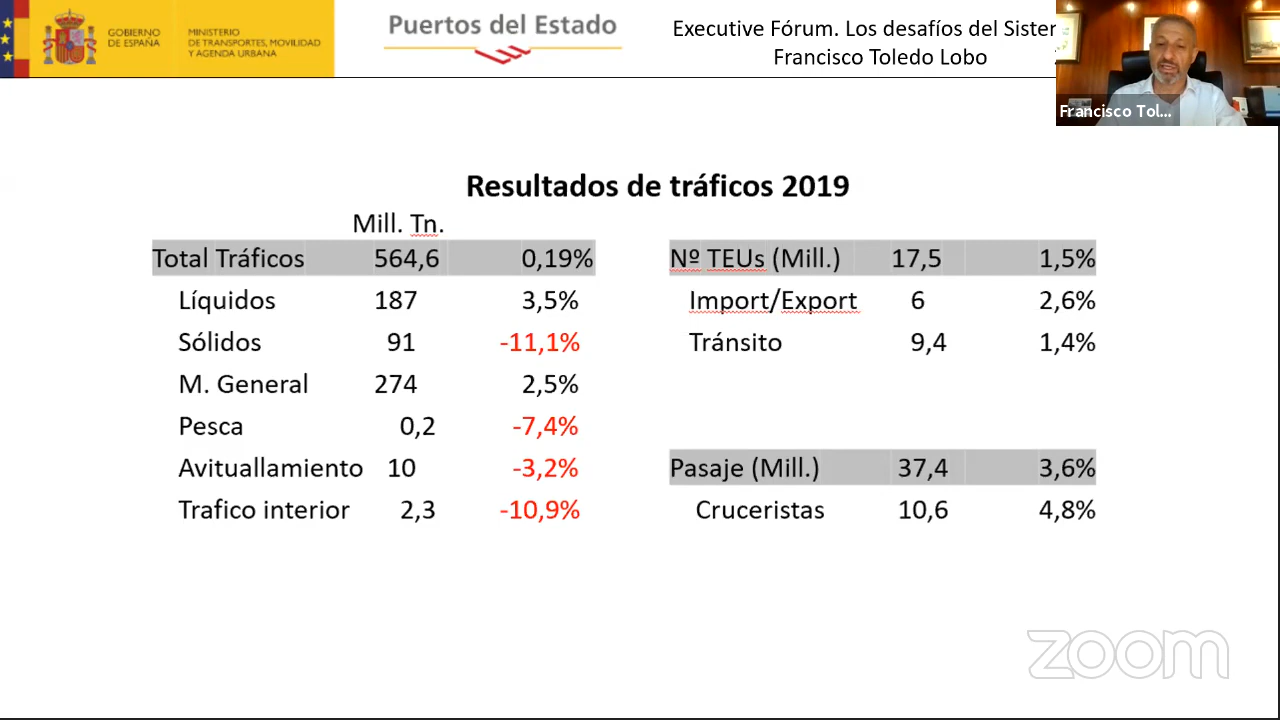 GOBIERNO
DE ESPAÑA
MINISTERIO
DE TRANSPORTES, MOVILIDAD
Y AGENDA URBANA
Puertos del Estado
Executive Fórum. Los desafíos del Sister
Francisco Toledo Lobo
Francisco Tol...
Resultados de tráficos 2019
Mill. Tn.
Total Tráficos 564,6 0,19%
Líquidos 187 3,5%
Sólidos 91 -11,1%
M. General 274 2,5%
Pesca 0,2 -7,4%
Avituallamiento 10 -3,2%
Trafico interior 2,3 -10,9%
Nº TEUs (Mill.) 17,5 1,5%
Import/Export 6 2,6%
Tránsito 9,4 1,4%
Pasaje (Mill.) 37,4 3,6%
Cruceristas 10,6 4,8%
zoom